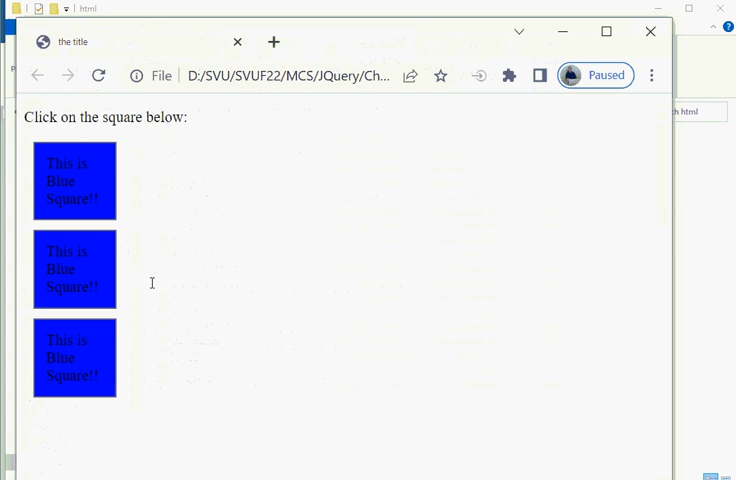 html
the title
File
D:/SVU/SVUF22/MCS/JQuery/Ch...
Paused
Click on the square below:
This is
Blue
Square!!
This is
Blue
Square!!
This is
Blue
Square!!
html